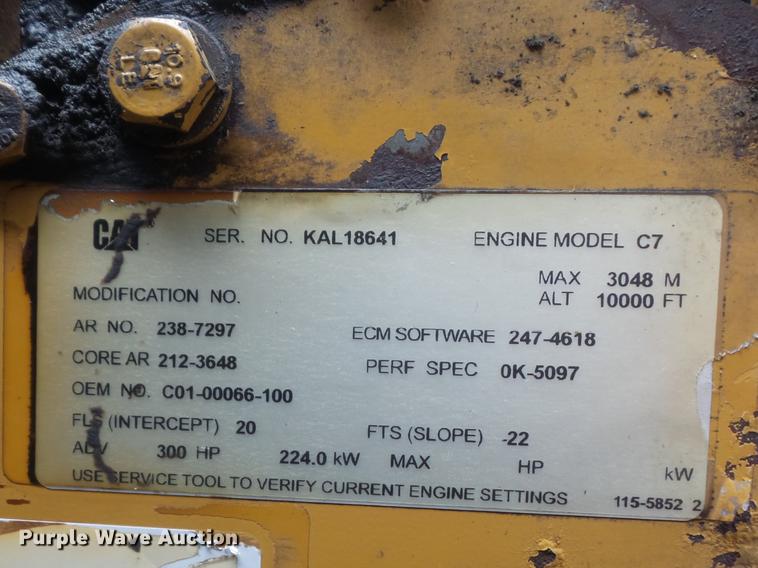 10.9
CAT SER. NO. KAL18641 ENGINE MODEL C7
MAX 3048 M
MODIFICATION NO. ALT 10000 FT
AR NO. 238-7297 ECM SOFTWARE 247-4618
CORE AR 212-3648 PERF SPEC 0K-5097
OEM NO. C01-00066-100
(INTERCEPT) 20 FTS (SLOPE) -22
ADV 300 HP 224.0 kW MAX HP kW
USE SERVICE TOOL TO VERIFY CURRENT ENGINE SETTINGS 115-5852 2
Purple Wave Auction